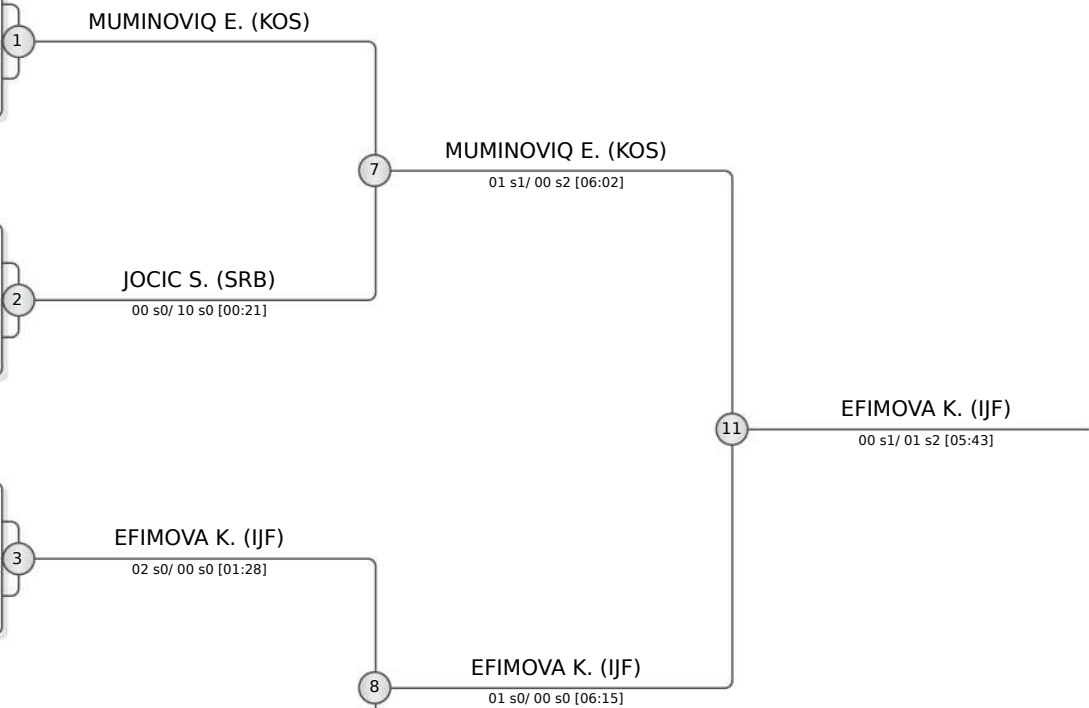 MUMINOVIQ E. (KOS)
1
MUMINOVIQ E. (KOS)
7
01 s1/ 00 s2 [06:02]
JOCIC S. (SRB)
2
00 s0/ 10 s0 [00:21]
EFIMOVA K. (IJF)
11
00 s1/ 01 s2 [05:43]
EFIMOVA K. (IJF)
3
02 s0/ 00 s0 [01:28]
EFIMOVA K. (IJF)
8
01 s0/ 00 s0 [06:15]